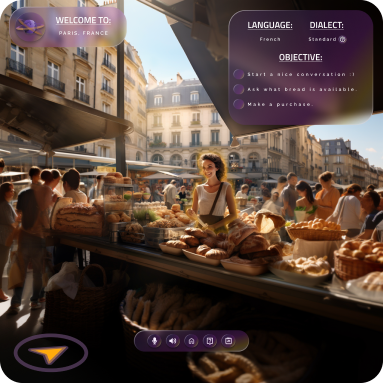 WELCOME TO:
PARIS, FRANCE
LANGUAGE: DIALECT:
French Standard
OBJECTIVE:
Start a nice conversation :)
Ask what bread is available.
Make a purchase.